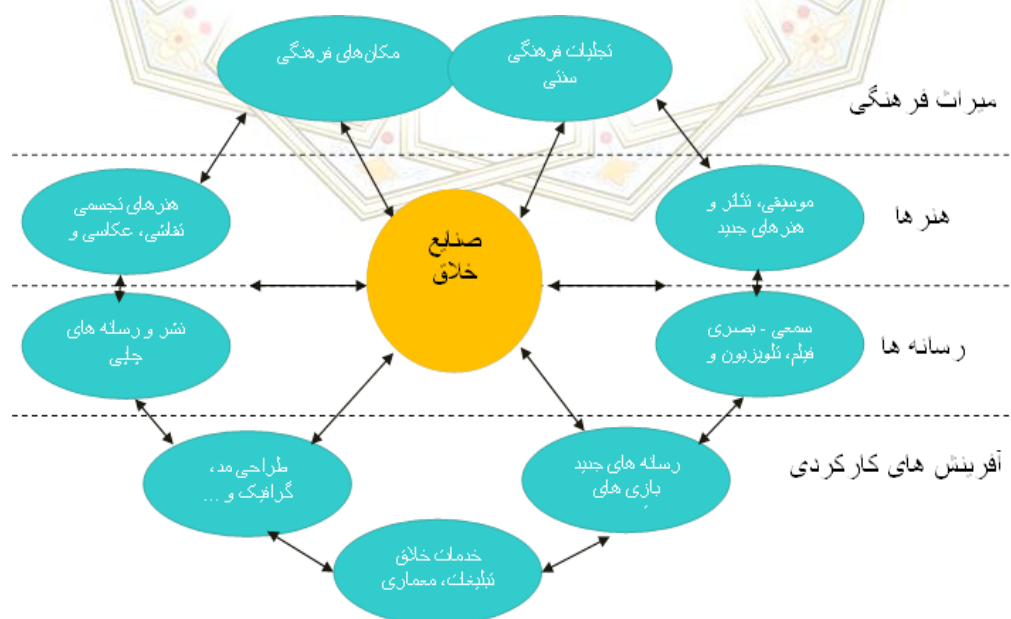 تجلیات فرهنگی
سنتی
مکان‌های فرهنگی
میراث فرهنگی
موسیقی، تئاتر و
هنرهای جدید
هنرهای تجسمی
نقاشی، عکاسی و
هنر ها
صنایع
خلاق
سمعی - بصری
فیلم، تلویزیون و
نشر و رسانه های
چاپی
رسانه ها
رسانه های جدید
بازی های
طراحی مد،
گرافیک و ...
آفرینش های کارکردی
خدمات خلاق
تبلیغات، معماری